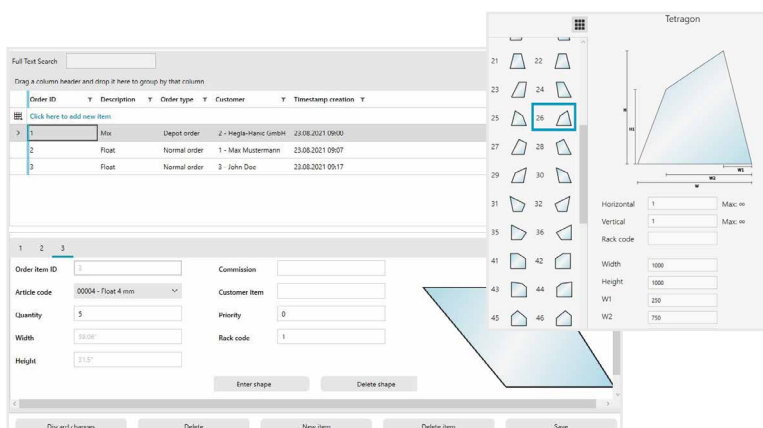 Full Text Search
Drag a column header and drop it here to group by that column
Order ID Description Order type Customer Timestamp creation
Click here to add new item
1 Mix Depot order 2 - Hegla-Hanic GmbH 23.08.2021 09:00
2 Float Normal order 1 - Max Mustermann 23.08.2021 09:07
3 Float Normal order 3 - John Doe 23.08.2021 09:17
1 2 3
Order item ID 3 Commission
Article code 00004 - Float 4 mm Customer item
Quantity 5 Priority 0
Width 59.06" Rack code 1
Height 31.5"
Enter shape Delete shape
Discard changes Delete New item Delete item Save
Tetragon
21 22
23 24
25 26
27 28
29 30
31 32
35 36
41 42
43 44
45 46
H
H1
W1
W2
W
Horizontal 1 Max: ∞
Vertical 1 Max: ∞
Rack code
Width 1000
Height 1000
W1 250
W2 750